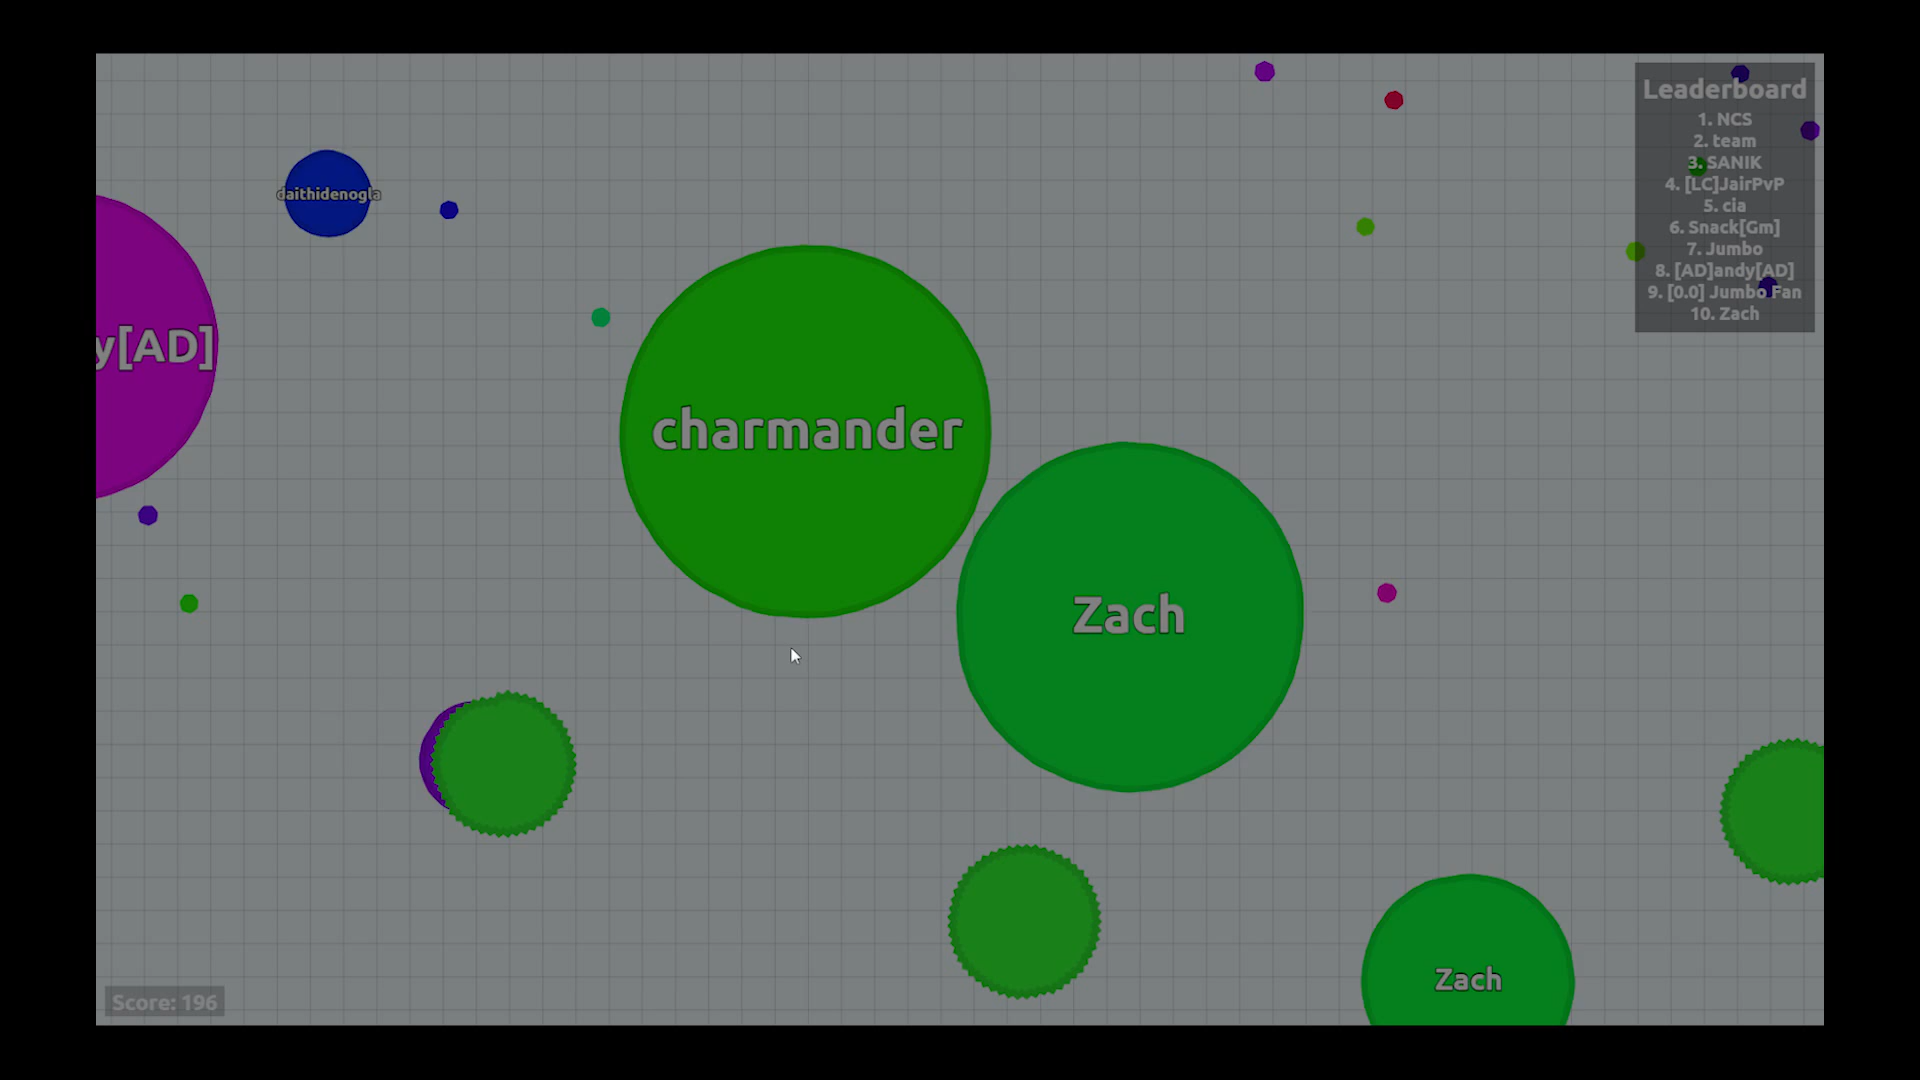 Leaderboard
1. NCS
2. team
3. SANIK
4. [LC]JairPvP
5. cia
6. Snack[Gm]
7. Jumbo
8. [AD]andy[AD]
9. [0.0] Jumbo Fan
10. Zach
daithidenogla
y[AD]
charmander
Zach
Zach
Score: 196